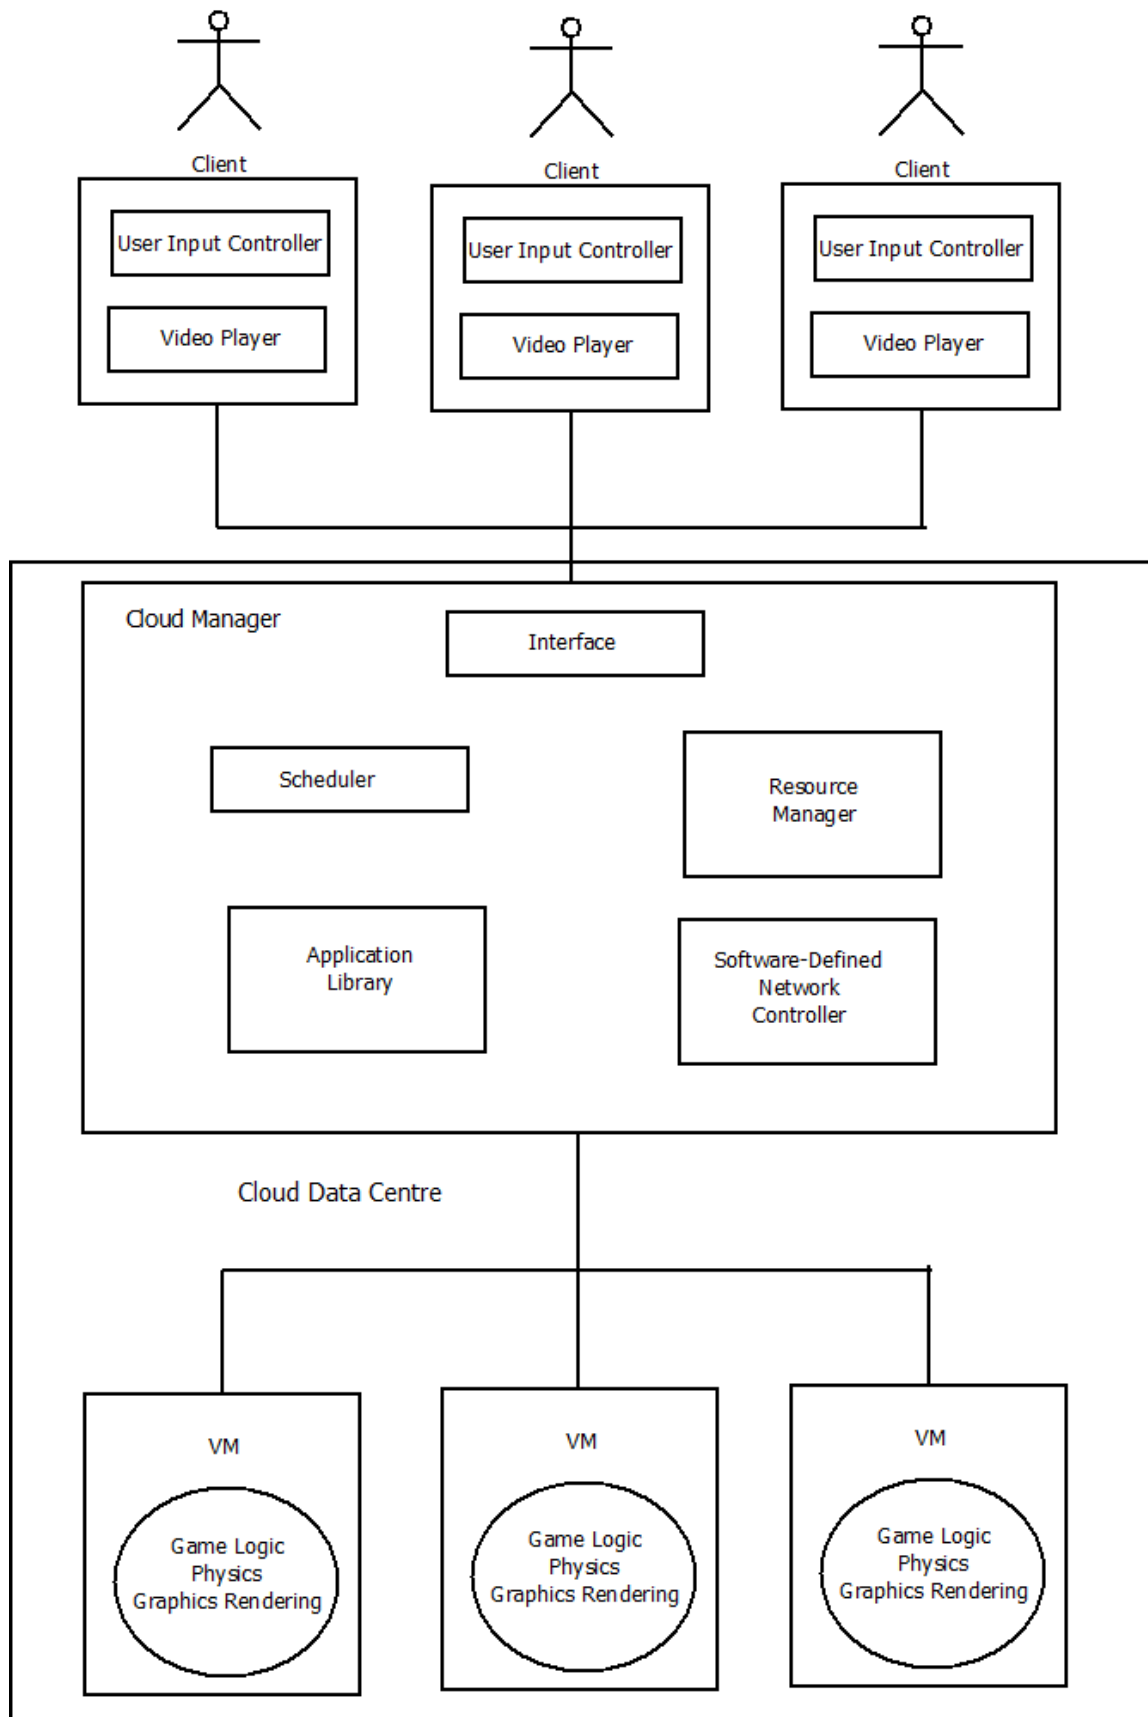 Client
Client
Client
User Input Controller
User Input Controller
User Input Controller
Video Player
Video Player
Video Player
Cloud Manager
Interface
Scheduler
Resource
Manager
Application
Library
Software-Defined
Network
Controller
Cloud Data Centre
VM
Game Logic
Physics
Graphics Rendering
VM
Game Logic
Physics
Graphics Rendering
VM
Game Logic
Physics
Graphics Rendering